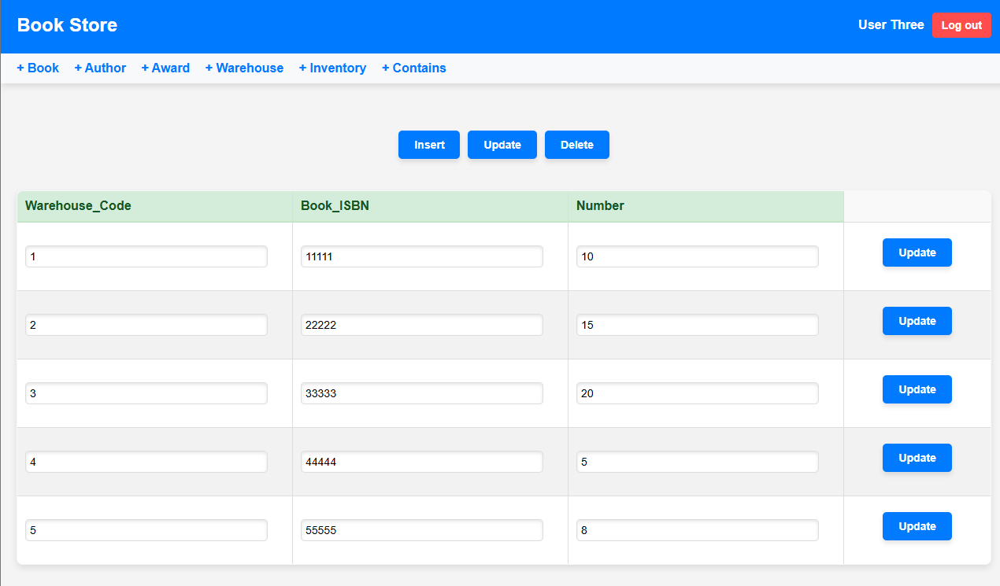 Book Store User Three Log out
+ Book + Author + Award + Warehouse + Inventory + Contains
Insert Update Delete
Warehouse_Code Book_ISBN Number
1 11111 10 Update
2 22222 15 Update
3 33333 20 Update
4 44444 5 Update
5 55555 8 Update